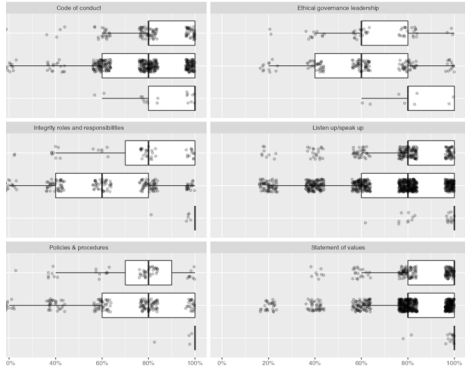 Code of conduct
Ethical governance leadership
Integrity roles and responsibilities
Listen up/speak up
Policies & procedures
Statement of values
0% 20% 40% 60% 80% 100% 0% 20% 40% 60% 80% 100%